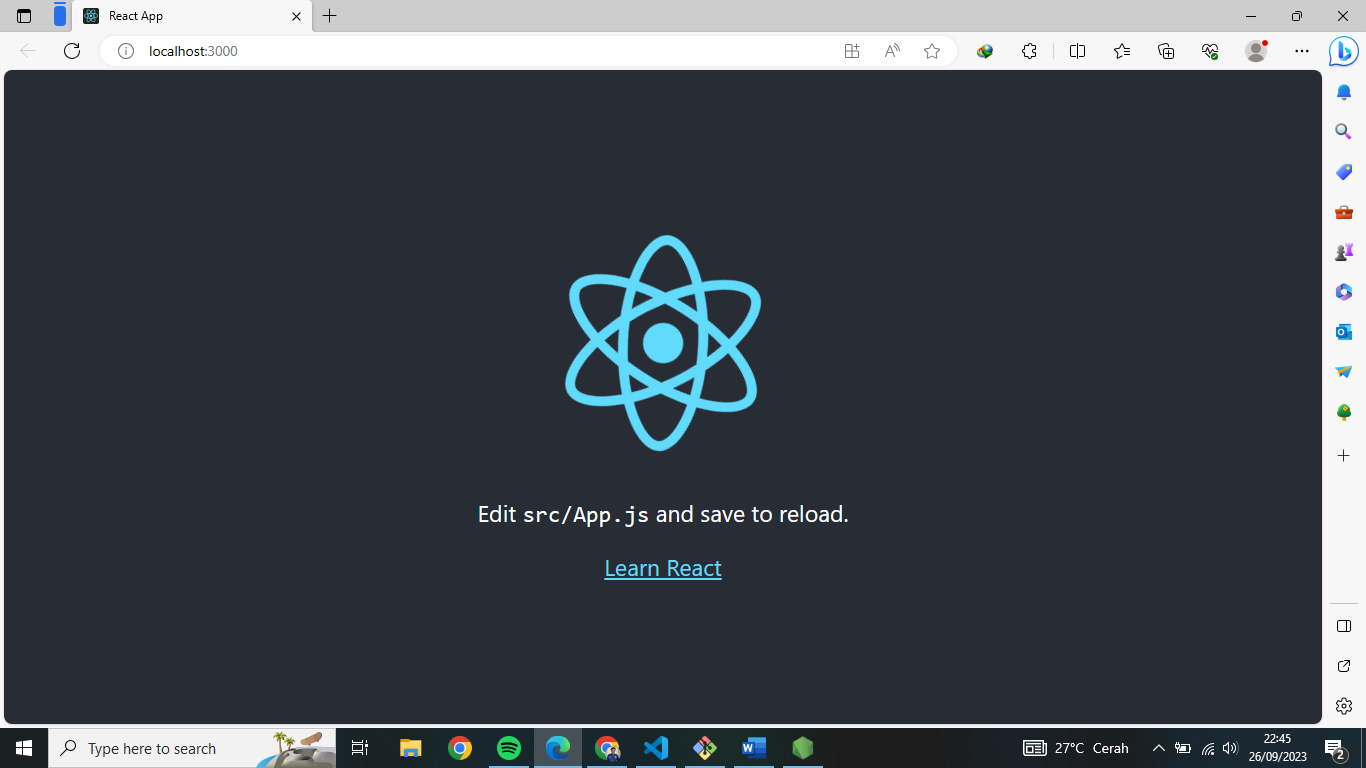 React App
localhost:3000
Edit src/App.js and save to reload.
Learn React
Type here to search
27°C Cerah
22:45
26/09/2023
2